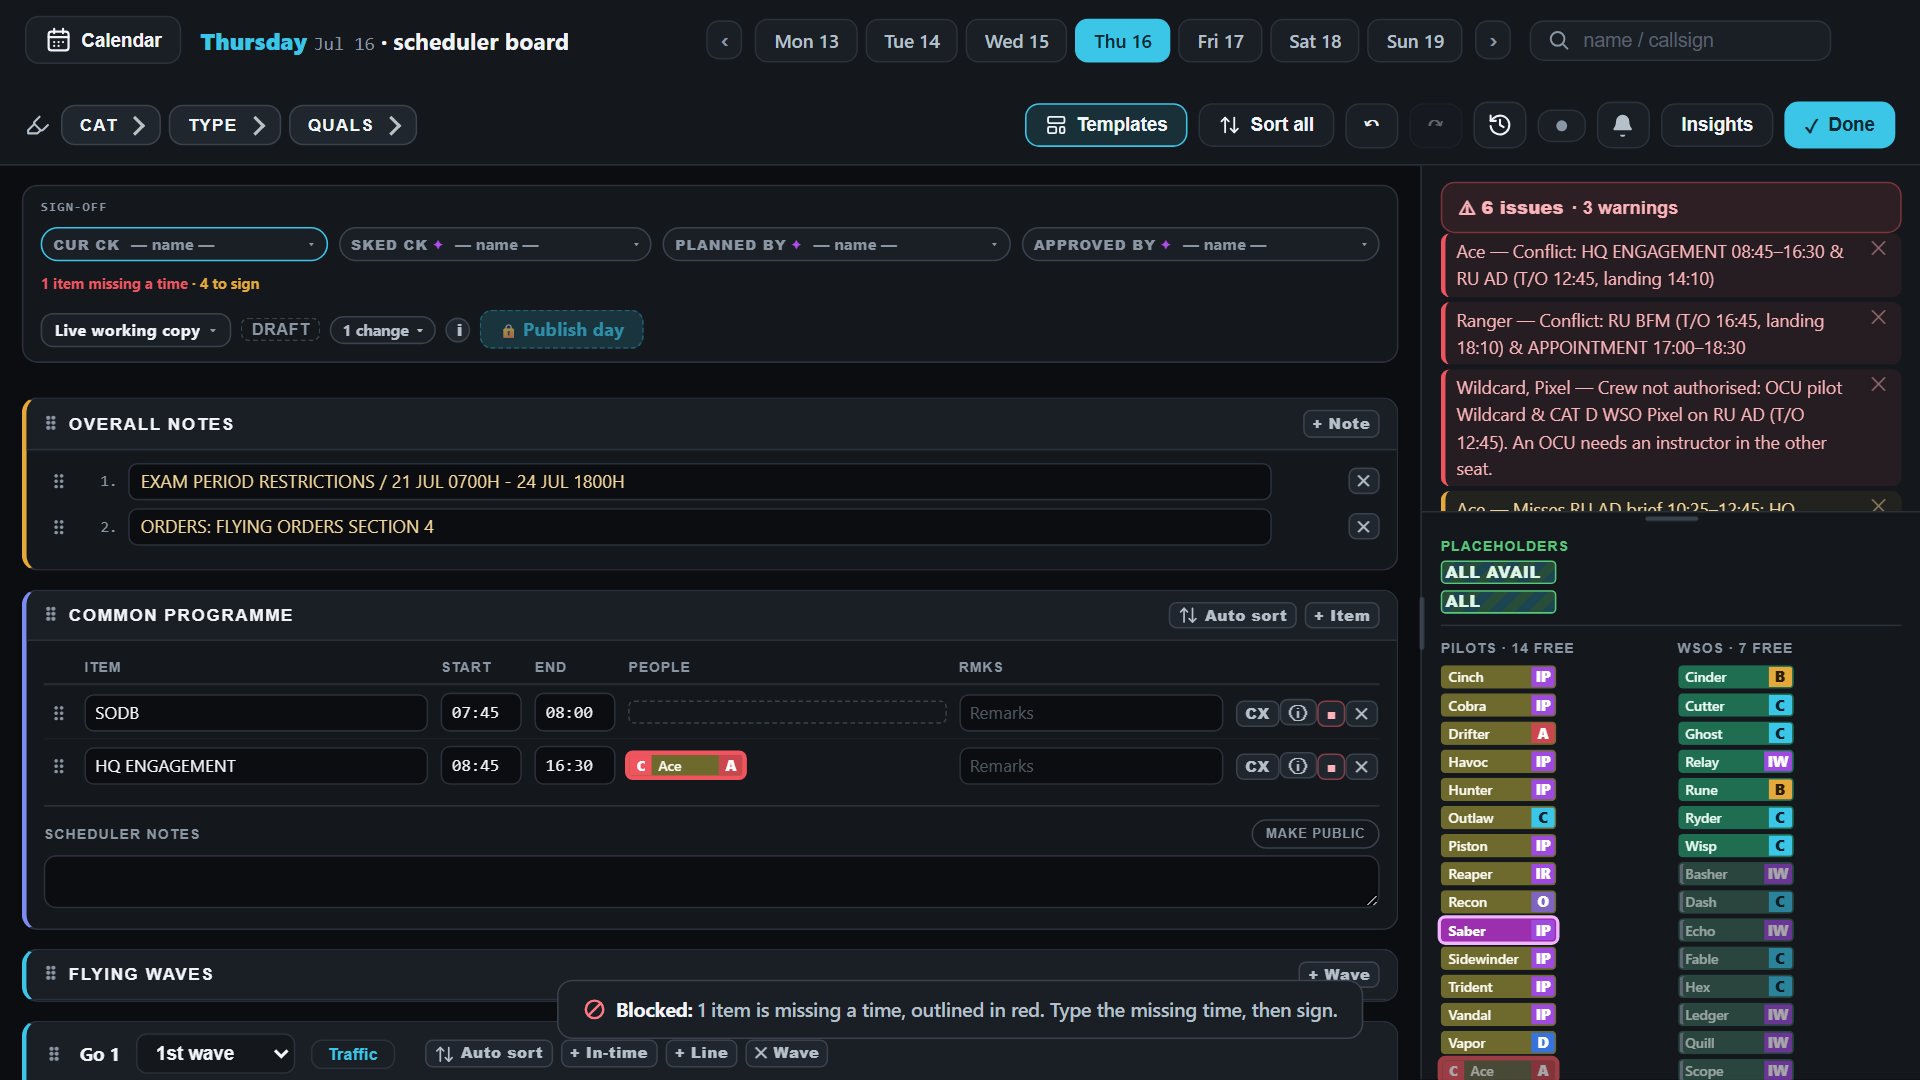 Calendar
Thursday Jul 16 · scheduler board
‹ Mon 13 Tue 14 Wed 15 Thu 16 Fri 17 Sat 18 Sun 19 ›
name / callsign
CAT TYPE QUALS
Templates Sort all Insights ✓ Done
SIGN-OFF
CUR CK — name —
SKED CK ✦ — name —
PLANNED BY ✦ — name —
APPROVED BY ✦ — name —
1 item missing a time · 4 to sign
Live working copy DRAFT 1 change i Publish day
OVERALL NOTES + Note
1. EXAM PERIOD RESTRICTIONS / 21 JUL 0700H - 24 JUL 1800H
2. ORDERS: FLYING ORDERS SECTION 4
COMMON PROGRAMME Auto sort + Item
ITEM START END PEOPLE RMKS
SODB 07:45 08:00 Remarks CX
HQ ENGAGEMENT 08:45 16:30 C Ace A Remarks CX
SCHEDULER NOTES MAKE PUBLIC
FLYING WAVES + Wave
Blocked: 1 item is missing a time, outlined in red. Type the missing time, then sign.
Go 1 1st wave Traffic Auto sort + In-time + Line Wave
6 issues · 3 warnings
Ace — Conflict: HQ ENGAGEMENT 08:45–16:30 &
RU AD (T/O 12:45, landing 14:10)
Ranger — Conflict: RU BFM (T/O 16:45, landing
18:10) & APPOINTMENT 17:00–18:30
Wildcard, Pixel — Crew not authorised: OCU pilot
Wildcard & CAT D WSO Pixel on RU AD (T/O
12:45). An OCU needs an instructor in the other
seat.
Ace — Misses RU AD brief 10:25–12:45: HQ
PLACEHOLDERS
ALL AVAIL
ALL
PILOTS · 14 FREE
Cinch IP
Cobra IP
Drifter A
Havoc IP
Hunter IP
Outlaw C
Piston IP
Reaper IR
Recon O
Saber IP
Sidewinder IP
Trident IP
Vandal IP
Vapor D
C Ace A
WSOS · 7 FREE
Cinder B
Cutter C
Ghost C
Relay IW
Rune B
Ryder C
Wisp C
Basher IW
Dash C
Echo IW
Fable C
Hex C
Ledger IW
Quill IW
Scope IW